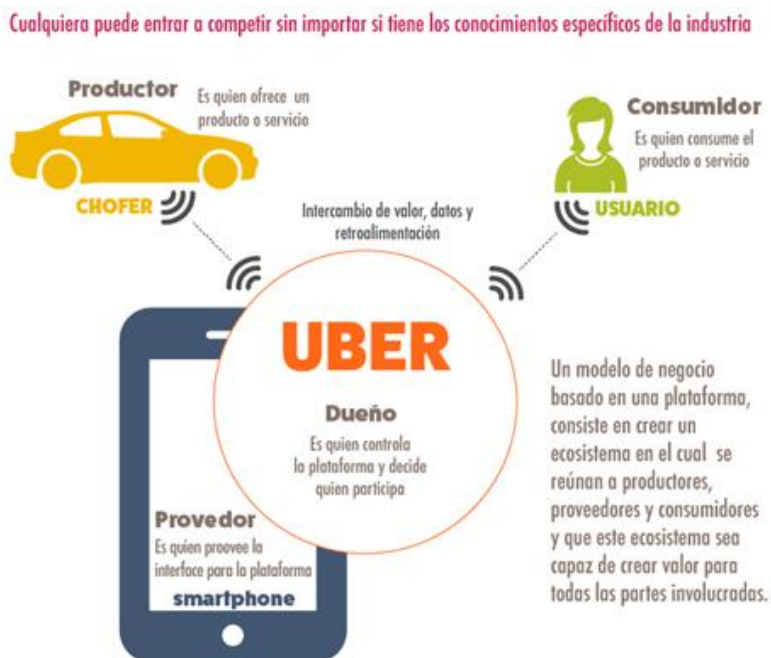 Cualquiera puede entrar a competir sin importar si tiene los conocimientos específicos de la industria
Productor
Es quien ofrece un
producto o servicio
CHOFER
Consumidor
Es quien consume el
producto o servicio
USUARIO
Intercambio de valor, datos y
retroalimentación
UBER
Dueño
Es quien controla
la plataforma y decide
quien participa
Provedor
Es quien proovee la
interface para la plataforma
smartphone
Un modelo de negocio
basado en una plataforma,
consiste en crear un
ecosistema en el cual se
reúnan a productores,
proveedores y consumidores
y que este ecosistema sea
capaz de crear valor para
todas las partes involucradas.